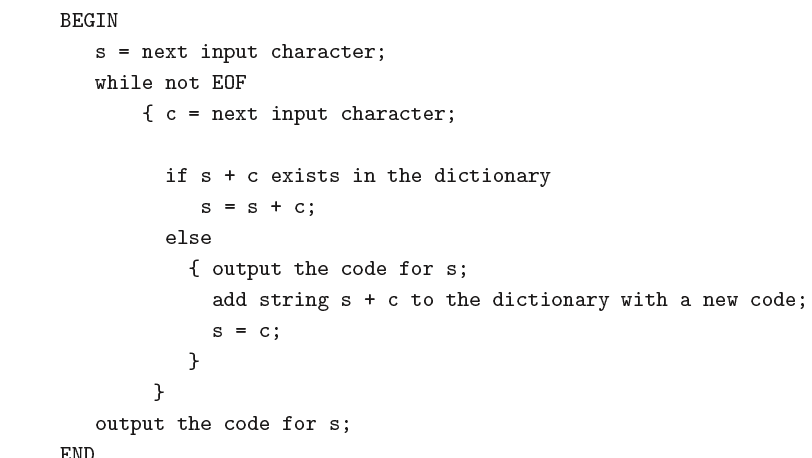 BEGIN
s = next input character;
while not EOF
{ c = next input character;
if s + c exists in the dictionary
s = s + c;
else
{ output the code for s;
add string s + c to the dictionary with a new code;
s = c;
}
}
output the code for s;
END